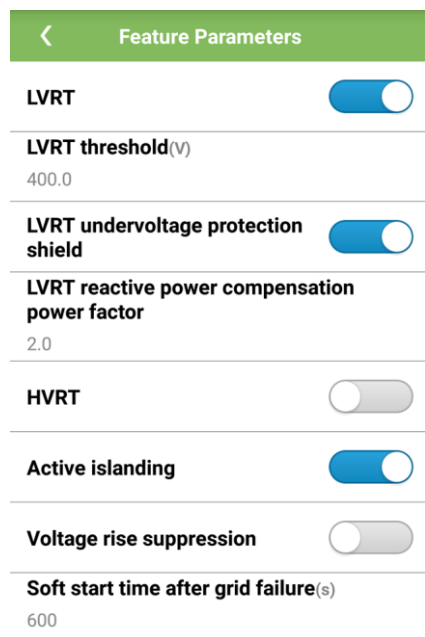 Feature Parameters
LVRT
LVRT threshold(V)
400.0
LVRT undervoltage protection
shield
LVRT reactive power compensation
power factor
2.0
HVRT
Active islanding
Voltage rise suppression
Soft start time after grid failure(s)
600